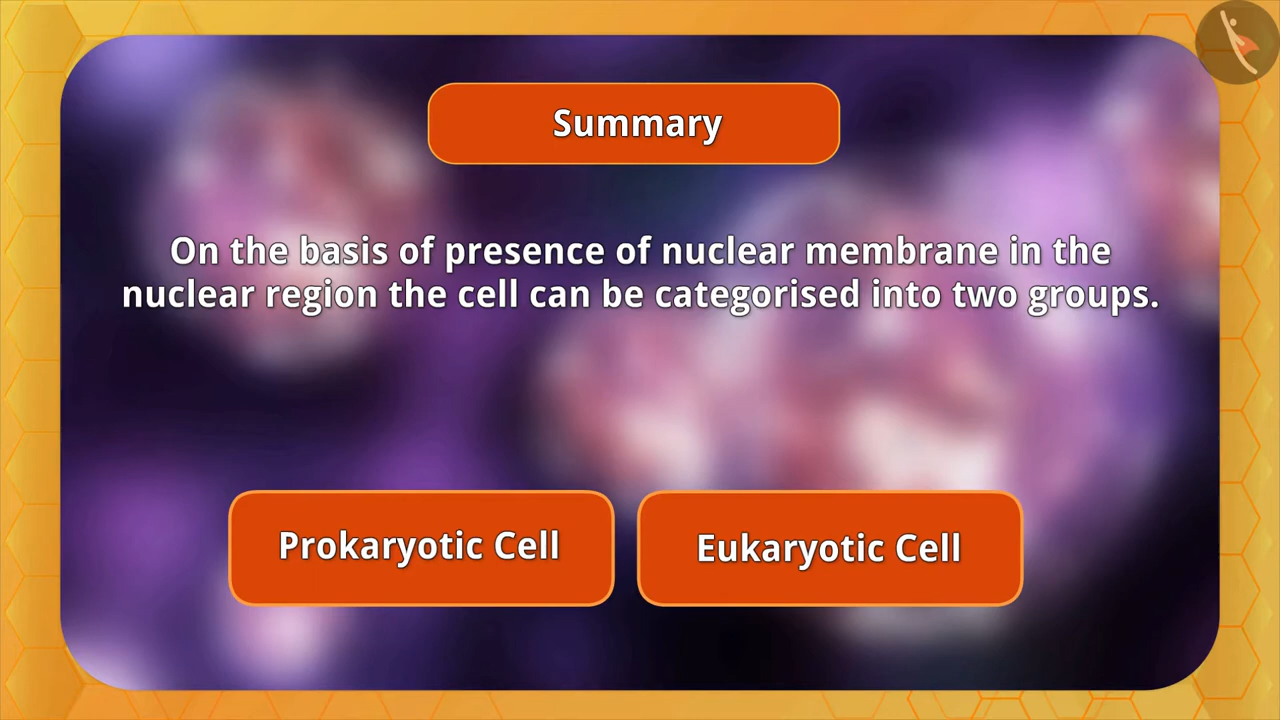 Summary
On the basis of presence of nuclear membrane in the
nuclear region the cell can be categorised into two groups.
Prokaryotic Cell
Eukaryotic Cell